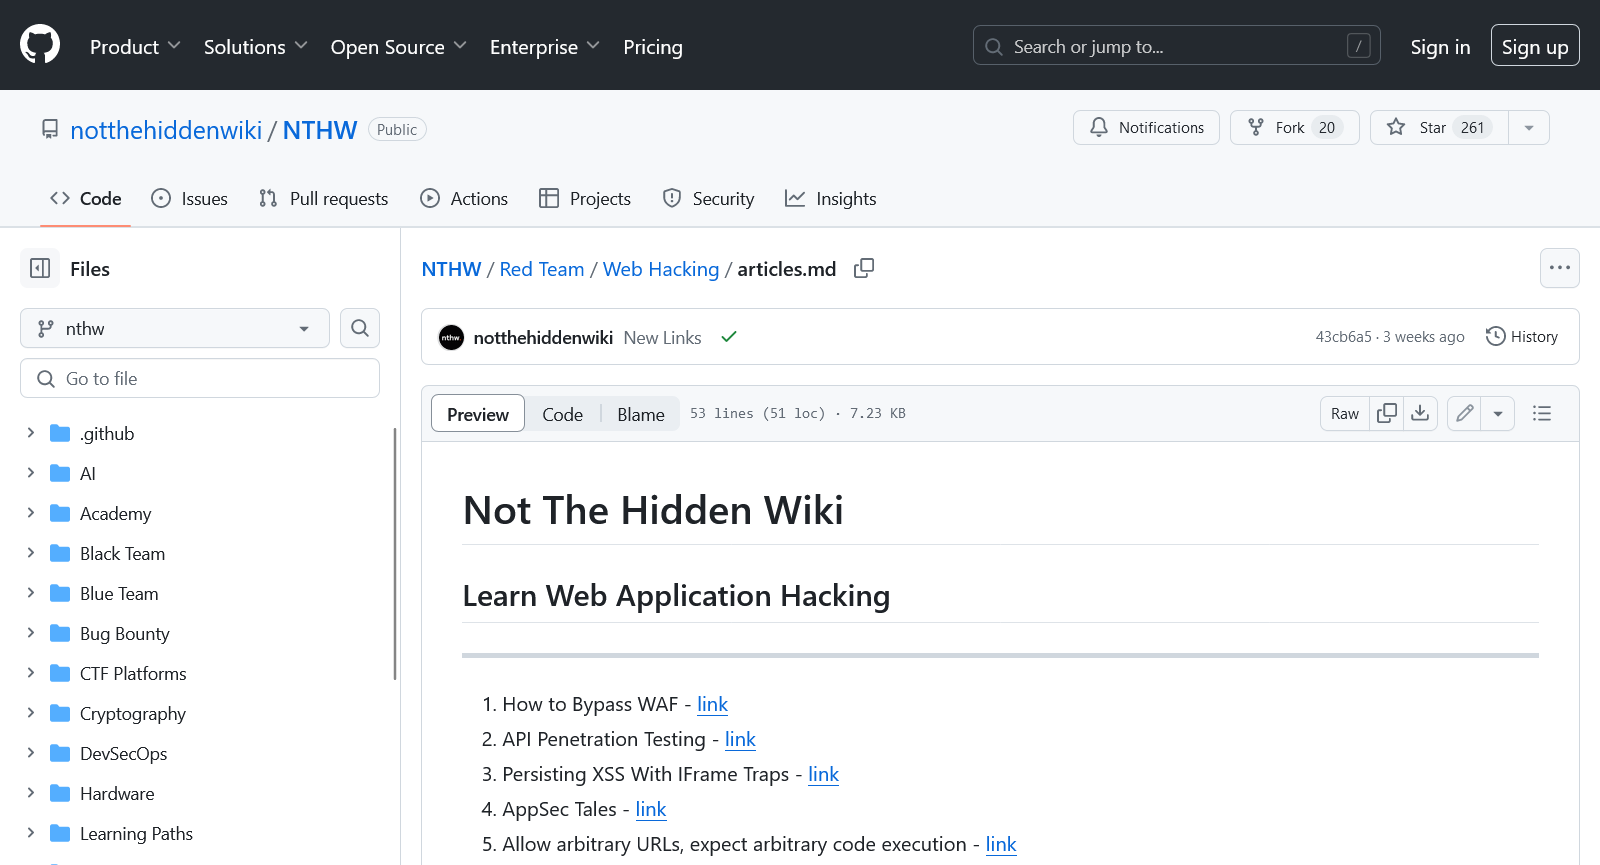 Product Solutions Open Source Enterprise Pricing Search or jump to... / Sign in Sign up
notthehiddenwiki / NTHW Public Notifications Fork 20 Star 261
Code Issues Pull requests Actions Projects Security Insights
Files
nthw
Go to file
.github
AI
Academy
Black Team
Blue Team
Bug Bounty
CTF Platforms
Cryptography
DevSecOps
Hardware
Learning Paths
NTHW / Red Team / Web Hacking / articles.md
nthw notthehiddenwiki New Links 43cb6a5 · 3 weeks ago History
Preview Code Blame 53 lines (51 loc) · 7.23 KB Raw
Not The Hidden Wiki
Learn Web Application Hacking
1. How to Bypass WAF - link
2. API Penetration Testing - link
3. Persisting XSS With IFrame Traps - link
4. AppSec Tales - link
5. Allow arbitrary URLs, expect arbitrary code execution - link